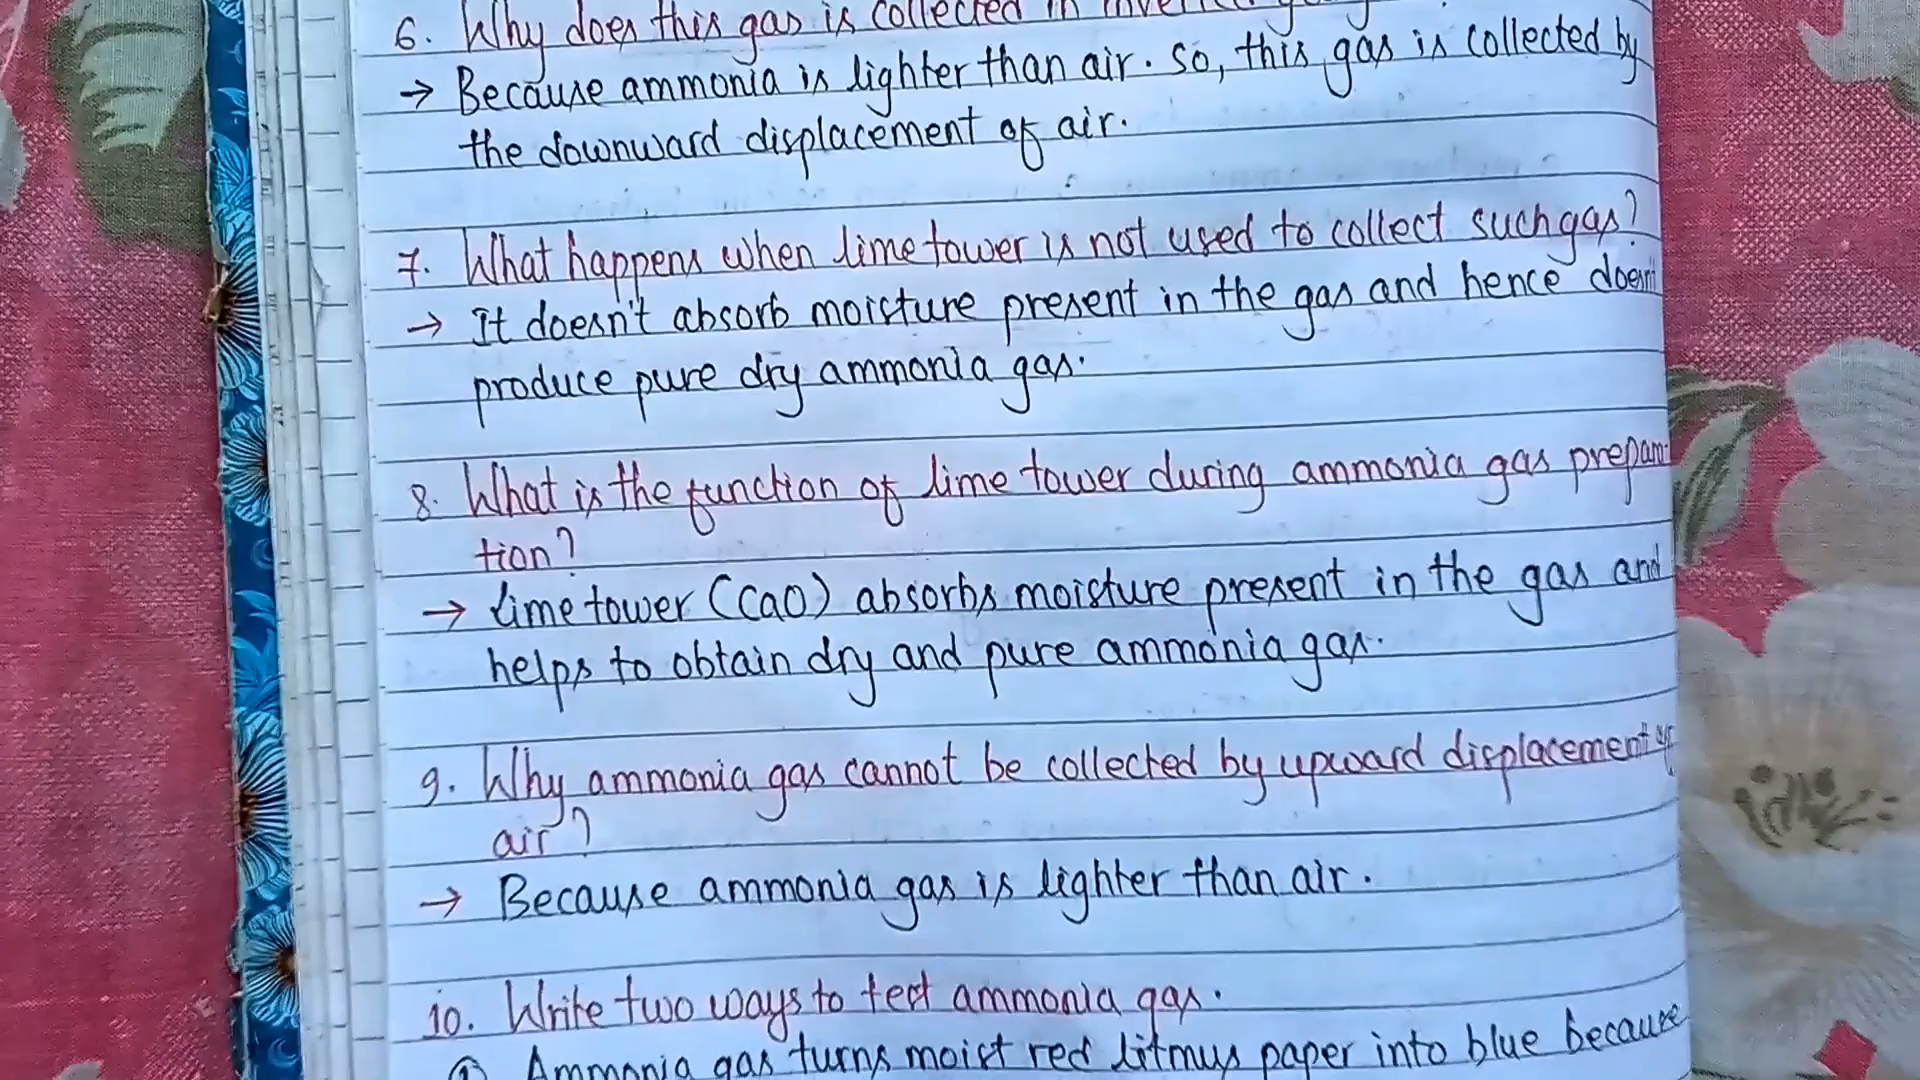 6. Why does this gas is collected in inverted
→ Because ammonia is lighter than air. So, this gas is collected by
the downward displacement of air.
7. What happens when lime tower is not used to collect such gas?
→ It doesn't absorb moisture present in the gas and hence doesn't
produce pure dry ammonia gas.
8. What is the function of lime tower during ammonia gas prepara-
tion?
→ Lime tower (CaO) absorbs moisture present in the gas and
helps to obtain dry and pure ammonia gas.
9. Why ammonia gas cannot be collected by upward displacement of
air?
→ Because ammonia gas is lighter than air.
10. Write two ways to test ammonia gas.
① Ammonia gas turns moist red litmus paper into blue because